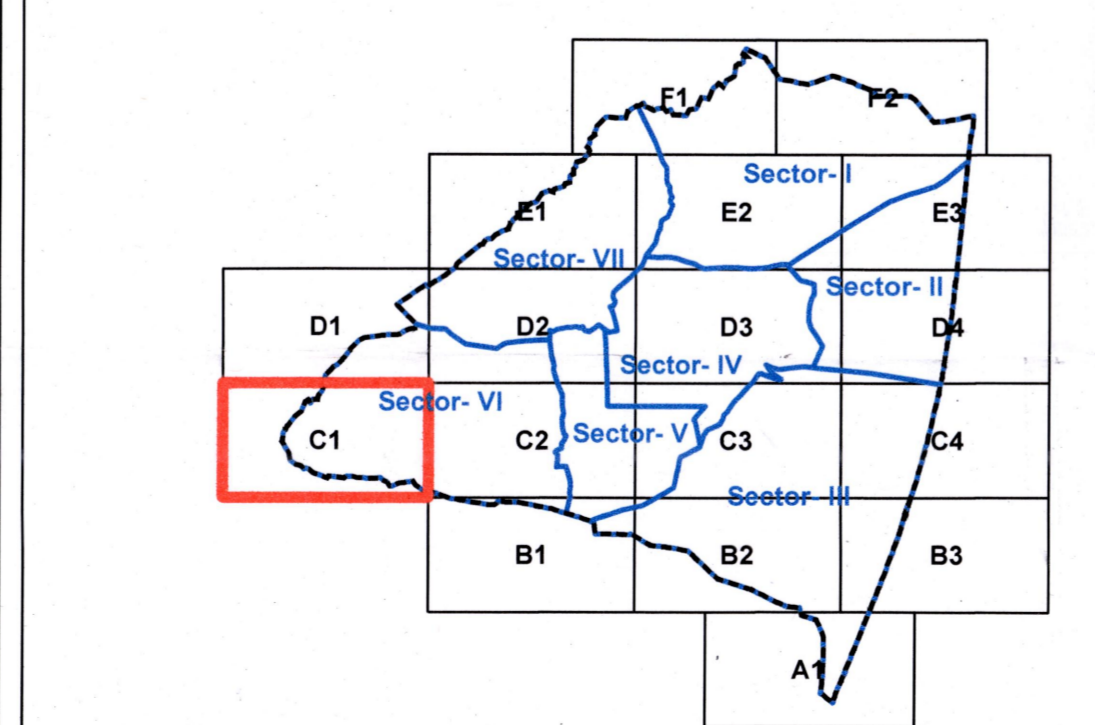 F1
F2
Sector- I
E1
E2
E3
Sector- VII
Sector- II
D1
D2
D3
D4
Sector- IV
Sector- VI
C1
C2
Sector- V
C3
C4
Sector- III
B1
B2
B3
A1